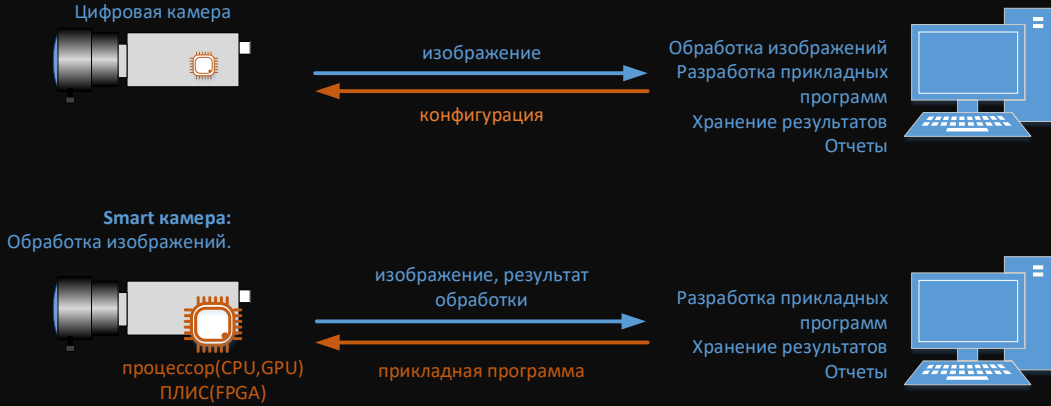 Цифровая камера
изображение
конфигурация
Обработка изображений
Разработка прикладных
программ
Хранение результатов
Отчеты
Smart камера:
Обработка изображений.
процессор(CPU,GPU)
ПЛИС(FPGA)
изображение, результат
обработки
прикладная программа
Разработка прикладных
программ
Хранение результатов
Отчеты